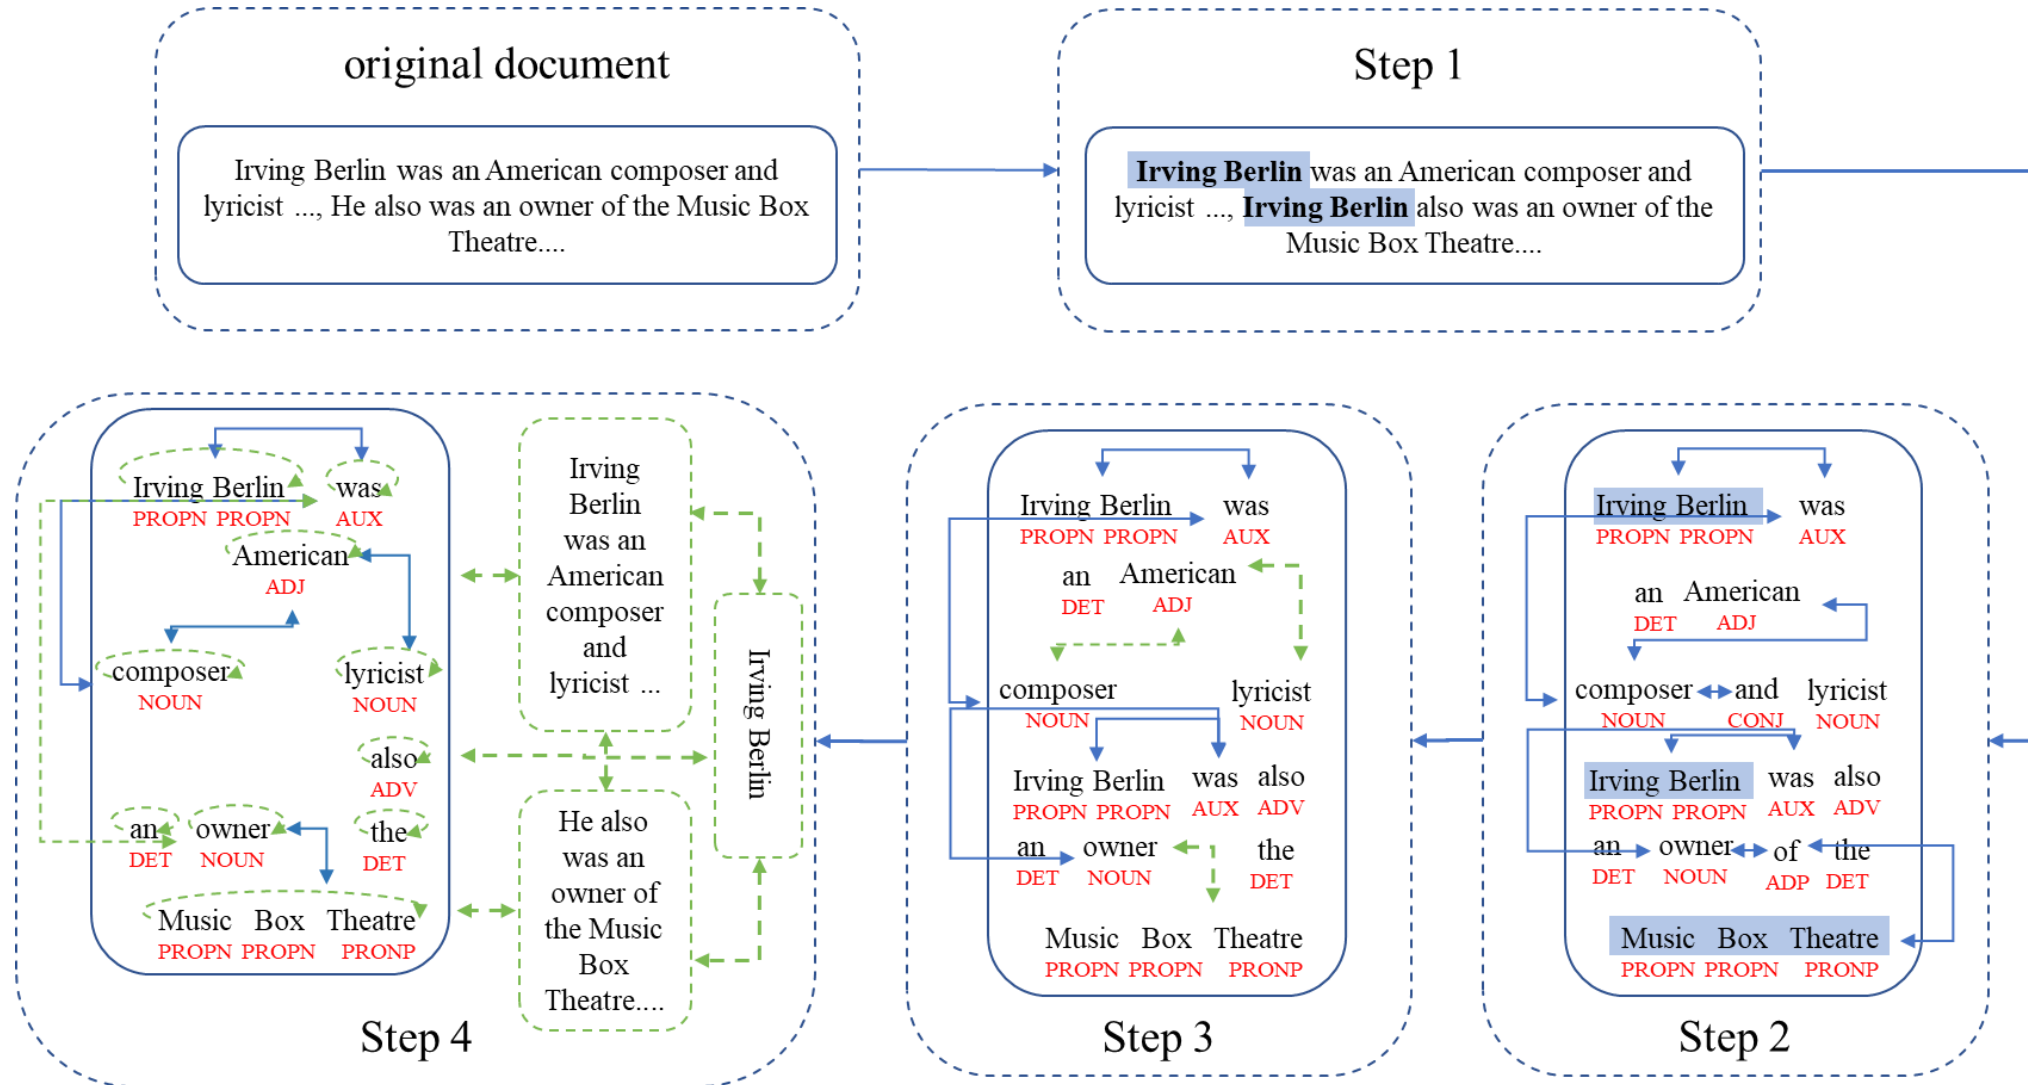 original document
Irving Berlin was an American composer and
lyricist ..., He also was an owner of the Music Box
Theatre....
Step 1
Irving Berlin was an American composer and
lyricist ..., Irving Berlin also was an owner of the
Music Box Theatre....
Irving Berlin was
PROPN PROPN AUX
American
ADJ
composer lyricist
NOUN NOUN
also
ADV
an owner the
DET NOUN DET
Music Box Theatre
PROPN PROPN PRONP
Irving
Berlin
was an
American
composer
and
lyricist ...
He also
was an
owner of
the Music
Box
Theatre....
Irving Berlin
Step 4
Irving Berlin was
PROPN PROPN AUX
an American
DET ADJ
composer lyricist
NOUN NOUN
Irving Berlin was also
PROPN PROPN AUX ADV
an owner the
DET NOUN DET
Music Box Theatre
PROPN PROPN PRONP
Step 3
Irving Berlin was
PROPN PROPN AUX
an American
DET ADJ
composer and lyricist
NOUN CONJ NOUN
Irving Berlin was also
PROPN PROPN AUX ADV
an owner of the
DET NOUN ADP DET
Music Box Theatre
PROPN PROPN PRONP
Step 2